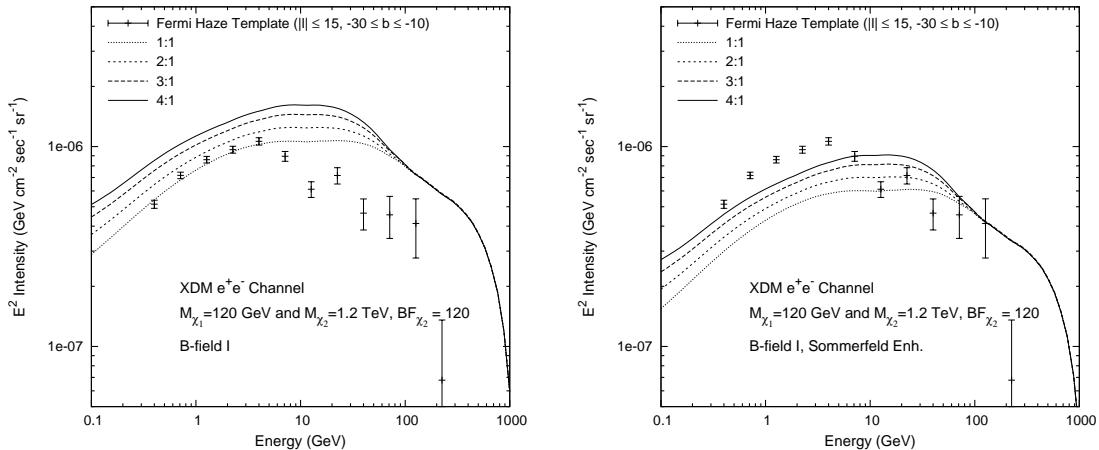 Fermi Haze Template (|l| ≤ 15, -30 ≤ b ≤ -10)
1:1
2:1
3:1
4:1
1e-06
1e-07
E² Intensity (GeV cm⁻² sec⁻¹ sr⁻¹)
XDM e⁺e⁻ Channel
M_χ₁=120 GeV and M_χ₂=1.2 TeV, BF_χ₂ = 120
B-field I
0.1 1 10 100 1000
Energy (GeV)
Fermi Haze Template (|l| ≤ 15, -30 ≤ b ≤ -10)
1:1
2:1
3:1
4:1
1e-06
1e-07
E² Intensity (GeV cm⁻² sec⁻¹ sr⁻¹)
XDM e⁺e⁻ Channel
M_χ₁=120 GeV and M_χ₂=1.2 TeV, BF_χ₂ = 120
B-field I, Sommerfeld Enh.
0.1 1 10 100 1000
Energy (GeV)